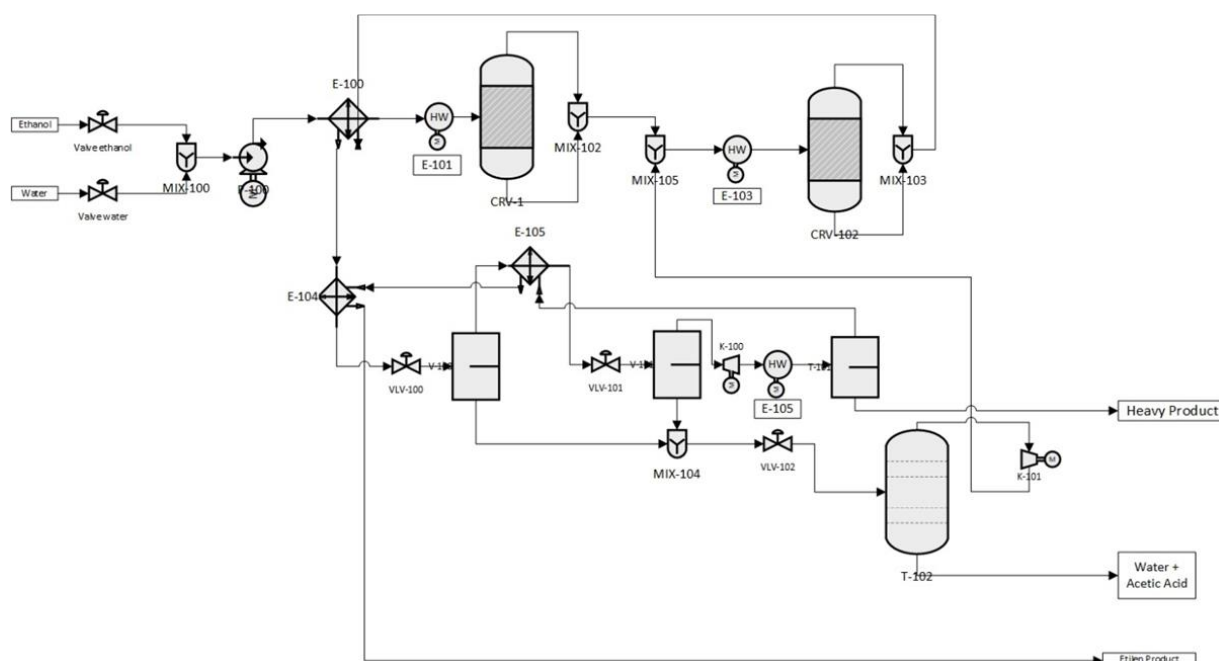 E-100
Ethanol
Valve ethanol
HW
M
E-101
MIX-102
MIX-100
Water
Valve water
M
CRV-1
MIX-105
HW
M
E-103
MIX-103
CRV-102
E-105
E-104
VLV-100
VLV-101
K-100
M
HW
M
E-105
Heavy Product
MIX-104
VLV-102
M
K-101
T-102
Water +
Acetic Acid
Etilen Product